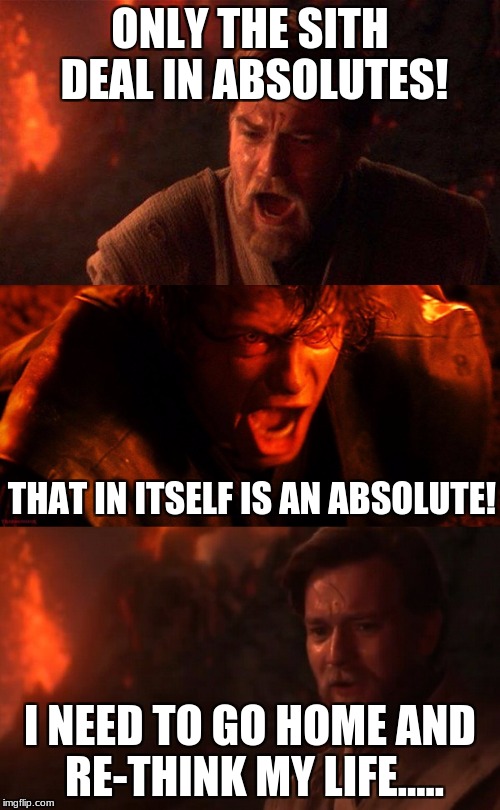 ONLY THE SITH
DEAL IN ABSOLUTES!
THAT IN ITSELF IS AN ABSOLUTE!
I NEED TO GO HOME AND
RE-THINK MY LIFE.....
imgflip.com